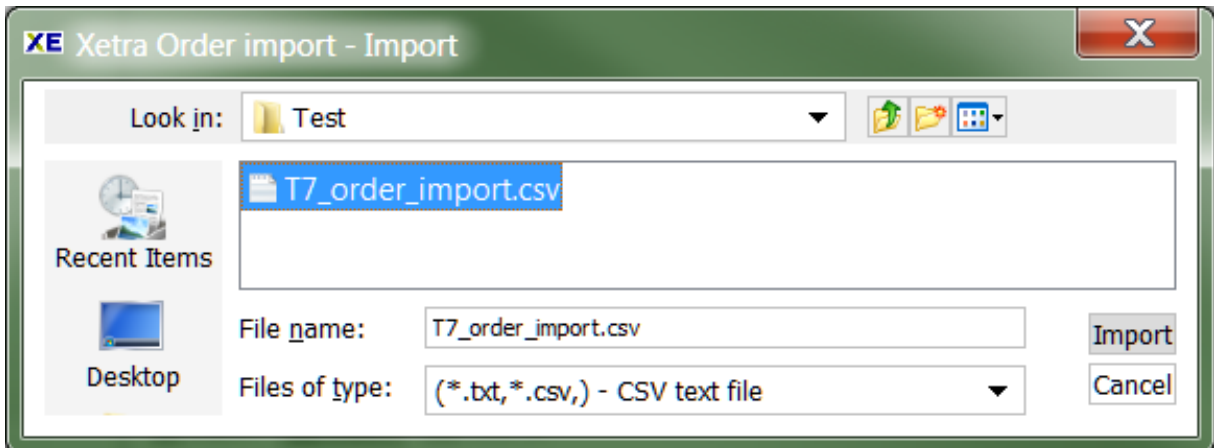 XE Xetra Order import - Import
X
Look in: Test
T7_order_import.csv
Recent Items
File name: T7_order_import.csv
Import
Desktop
Files of type: (*.txt,*.csv,) - CSV text file
Cancel